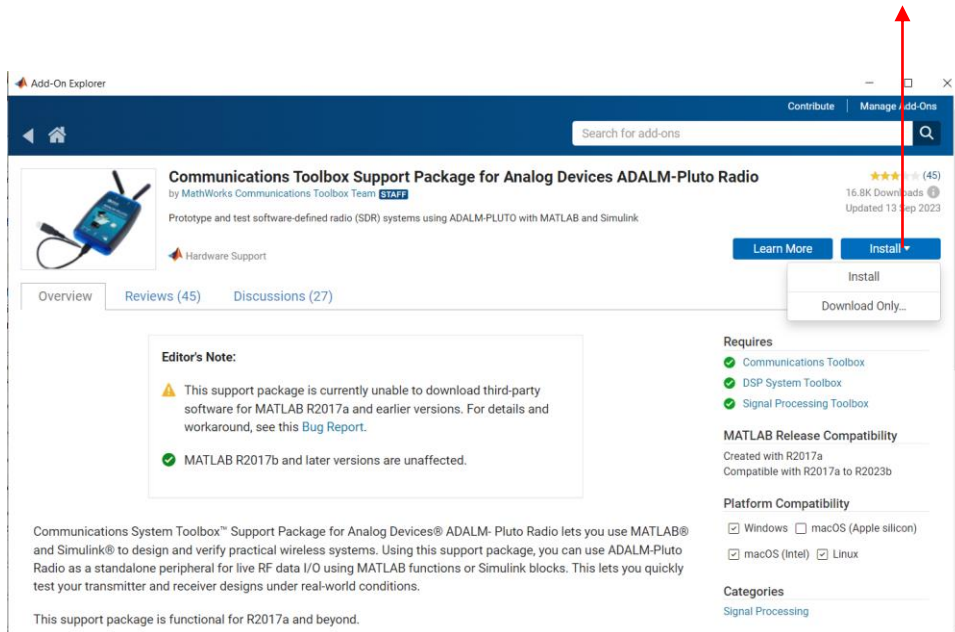 Add-On Explorer
Contribute
Manage Add-Ons
Search for add-ons
Communications Toolbox Support Package for Analog Devices ADALM-Pluto Radio
by MathWorks Communications Toolbox Team STAFF
(45)
16.8K Downloads
Updated 13 Sep 2023
Prototype and test software-defined radio (SDR) systems using ADALM-PLUTO with MATLAB and Simulink
Hardware Support
Learn More
Install
Install
Download Only...
Overview
Reviews (45)
Discussions (27)
Editor's Note:
This support package is currently unable to download third-party
software for MATLAB R2017a and earlier versions. For details and
workaround, see this Bug Report.
MATLAB R2017b and later versions are unaffected.
Communications System Toolbox™ Support Package for Analog Devices® ADALM- Pluto Radio lets you use MATLAB®
and Simulink® to design and verify practical wireless systems. Using this support package, you can use ADALM-Pluto
Radio as a standalone peripheral for live RF data I/O using MATLAB functions or Simulink blocks. This lets you quickly
test your transmitter and receiver designs under real-world conditions.
This support package is functional for R2017a and beyond.
Requires
Communications Toolbox
DSP System Toolbox
Signal Processing Toolbox
MATLAB Release Compatibility
Created with R2017a
Compatible with R2017a to R2023b
Platform Compatibility
Windows
macOS (Apple silicon)
macOS (Intel)
Linux
Categories
Signal Processing